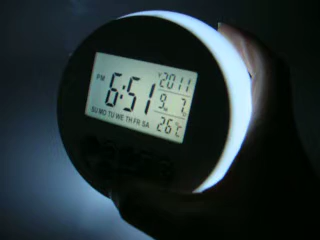 PM 6:51
Y 2011
9 M 7 D
26°C
SU MO TU WE TH FR SA